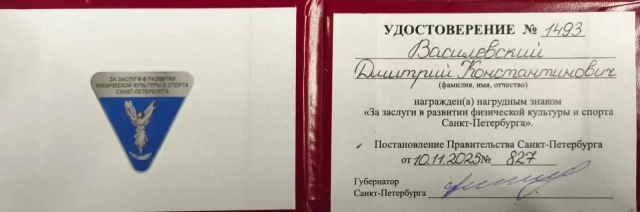 ЗА ЗАСЛУГИ В РАЗВИТИИ
ФИЗИЧЕСКОЙ КУЛЬТУРЫ И СПОРТА
САНКТ-ПЕТЕРБУРГА
УДОСТОВЕРЕНИЕ № 1493
Василевский
Дмитрий Константинович
(фамилия, имя, отчество)
награжден(а) нагрудным знаком
«За заслуги в развитии физической культуры и спорта
Санкт-Петербурга».
Постановление Правительства Санкт-Петербурга
от 10.11.2025 № 827
Губернатор
Санкт-Петербурга